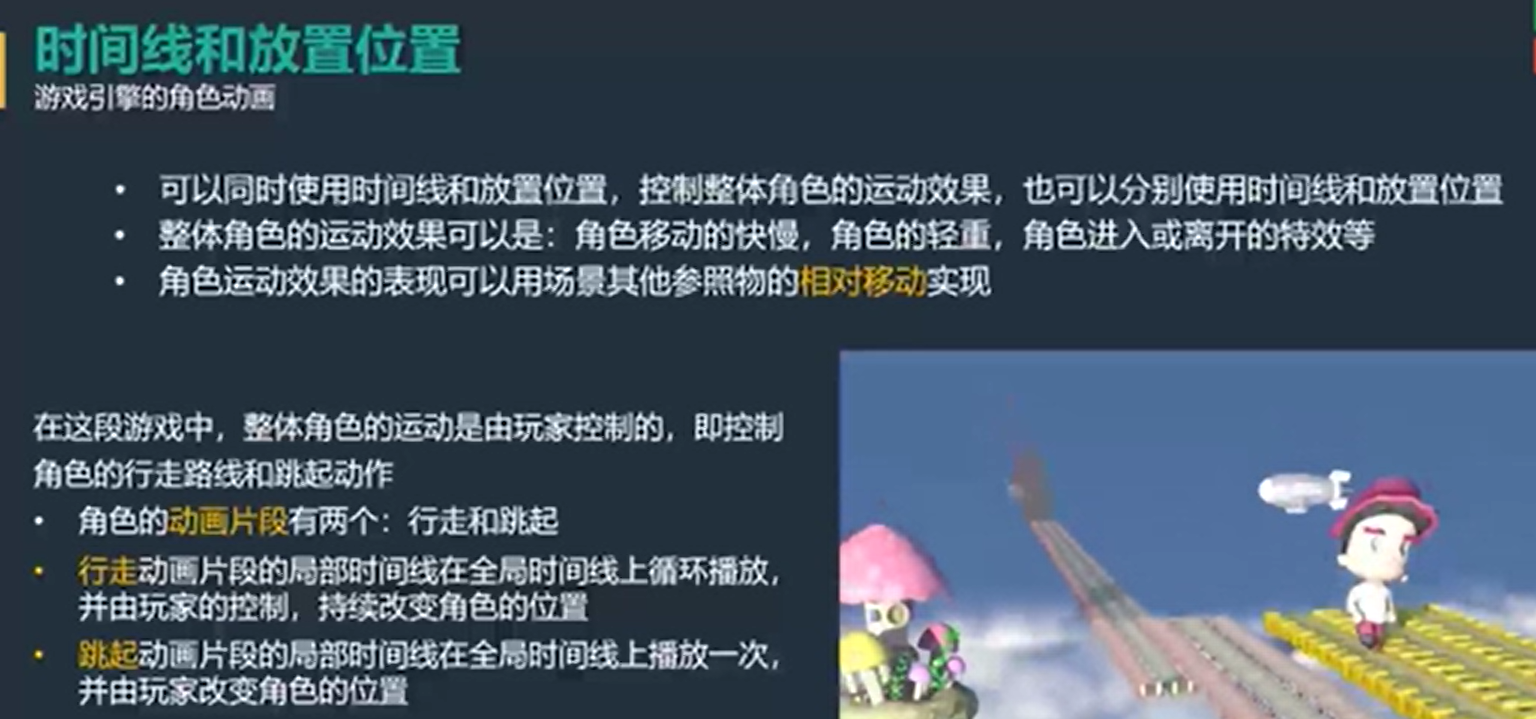 时间线和放置位置
游戏引擎的角色动画
• 可以同时使用时间线和放置位置，控制整体角色的运动效果，也可以分别使用时间线和放置位置
• 整体角色的运动效果可以是：角色移动的快慢，角色的轻重，角色进入或离开的特效等
• 角色运动效果的表现可以用场景其他参照物的相对移动实现
在这段游戏中，整体角色的运动是由玩家控制的，即控制
角色的行走路线和跳起动作
• 角色的动画片段有两个：行走和跳起
• 行走动画片段的局部时间线在全局时间线上循环播放，
并由玩家的控制，持续改变角色的位置
• 跳起动画片段的局部时间线在全局时间线上播放一次，
并由玩家改变角色的位置